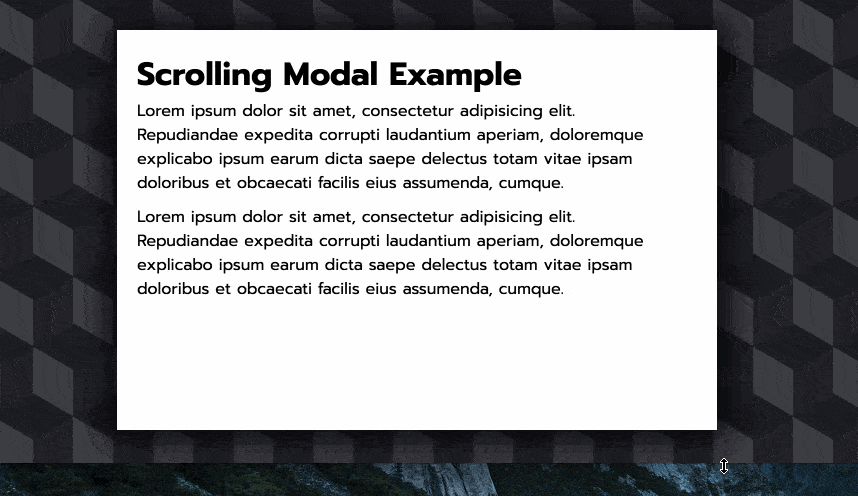 Scrolling Modal Example
Lorem ipsum dolor sit amet, consectetur adipisicing elit.
Repudiandae expedita corrupti laudantium aperiam, doloremque
explicabo ipsum earum dicta saepe delectus totam vitae ipsam
doloribus et obcaecati facilis eius assumenda, cumque.
Lorem ipsum dolor sit amet, consectetur adipisicing elit.
Repudiandae expedita corrupti laudantium aperiam, doloremque
explicabo ipsum earum dicta saepe delectus totam vitae ipsam
doloribus et obcaecati facilis eius assumenda, cumque.